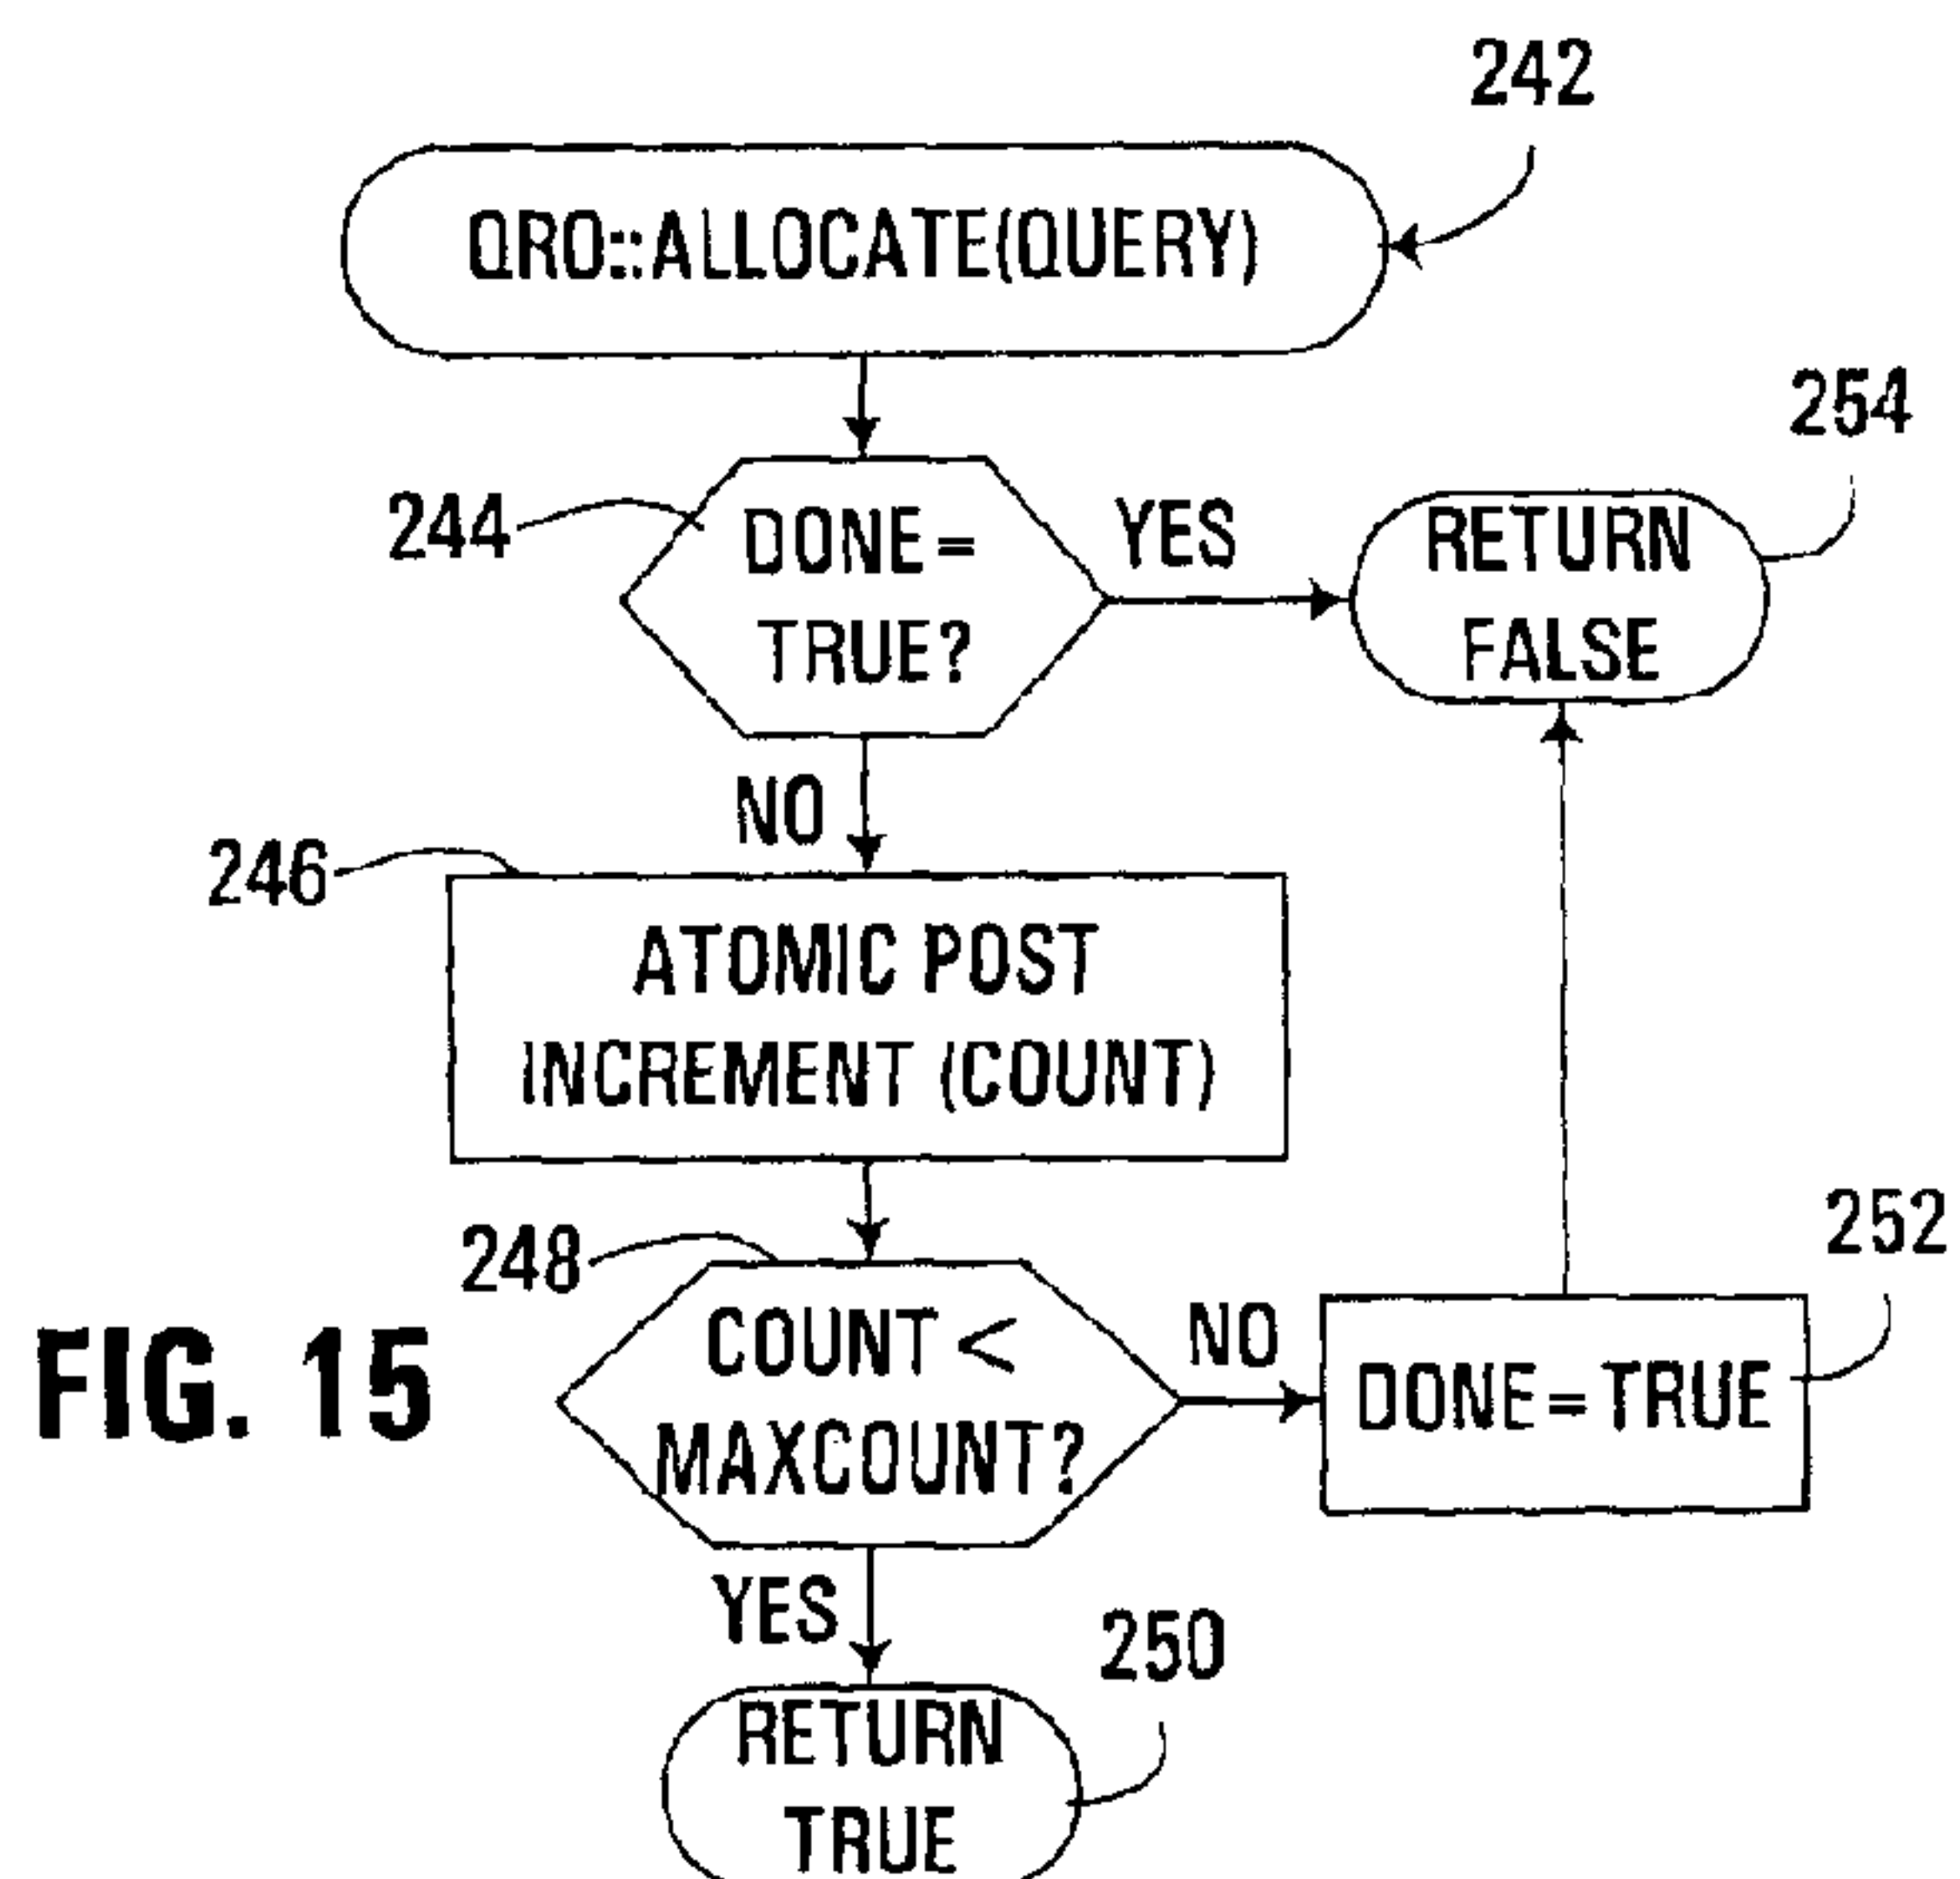 242
QRO::ALLOCATE(QUERY)
254
244
DONE=
TRUE?
YES
RETURN
FALSE
NO
246
ATOMIC POST
INCREMENT (COUNT)
248
252
COUNT <
MAXCOUNT?
NO
DONE=TRUE
FIG. 15
YES
250
RETURN
TRUE